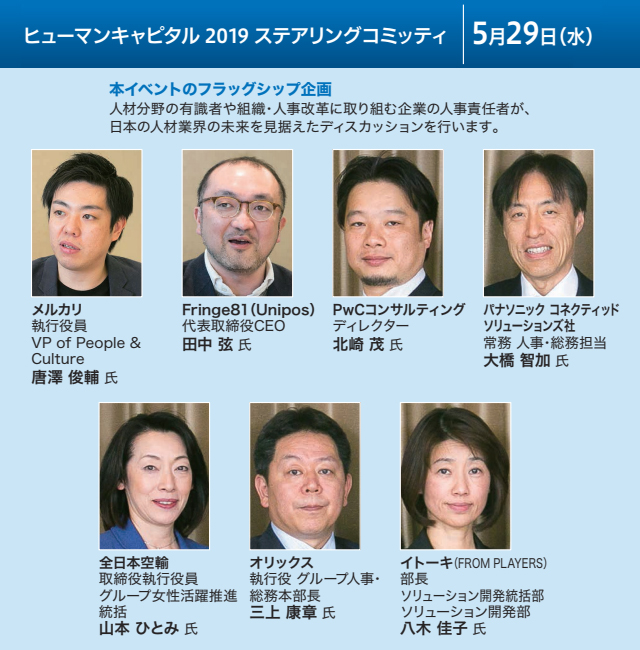 ヒューマンキャピタル 2019 ステアリングコミッティ
5月29日(水)
本イベントのフラッグシップ企画
人材分野の有識者や組織・人事改革に取り組む企業の人事責任者が、
日本の人材業界の未来を見据えたディスカッションを行います。
メルカリ
執行役員
VP of People &
Culture
唐澤 俊輔 氏
Fringe81(Unipos)
代表取締役CEO
田中 弦 氏
PwCコンサルティング
ディレクター
北崎 茂 氏
パナソニック コネクティッド
ソリューションズ社
常務 人事・総務担当
大橋 智加 氏
全日本空輸
取締役執行役員
グループ女性活躍推進
統括
山本 ひとみ 氏
オリックス
執行役 グループ人事・
総務本部長
三上 康章 氏
イトーキ(FROM PLAYERS)
部長
ソリューション開発統括部
ソリューション開発部
八木 佳子 氏